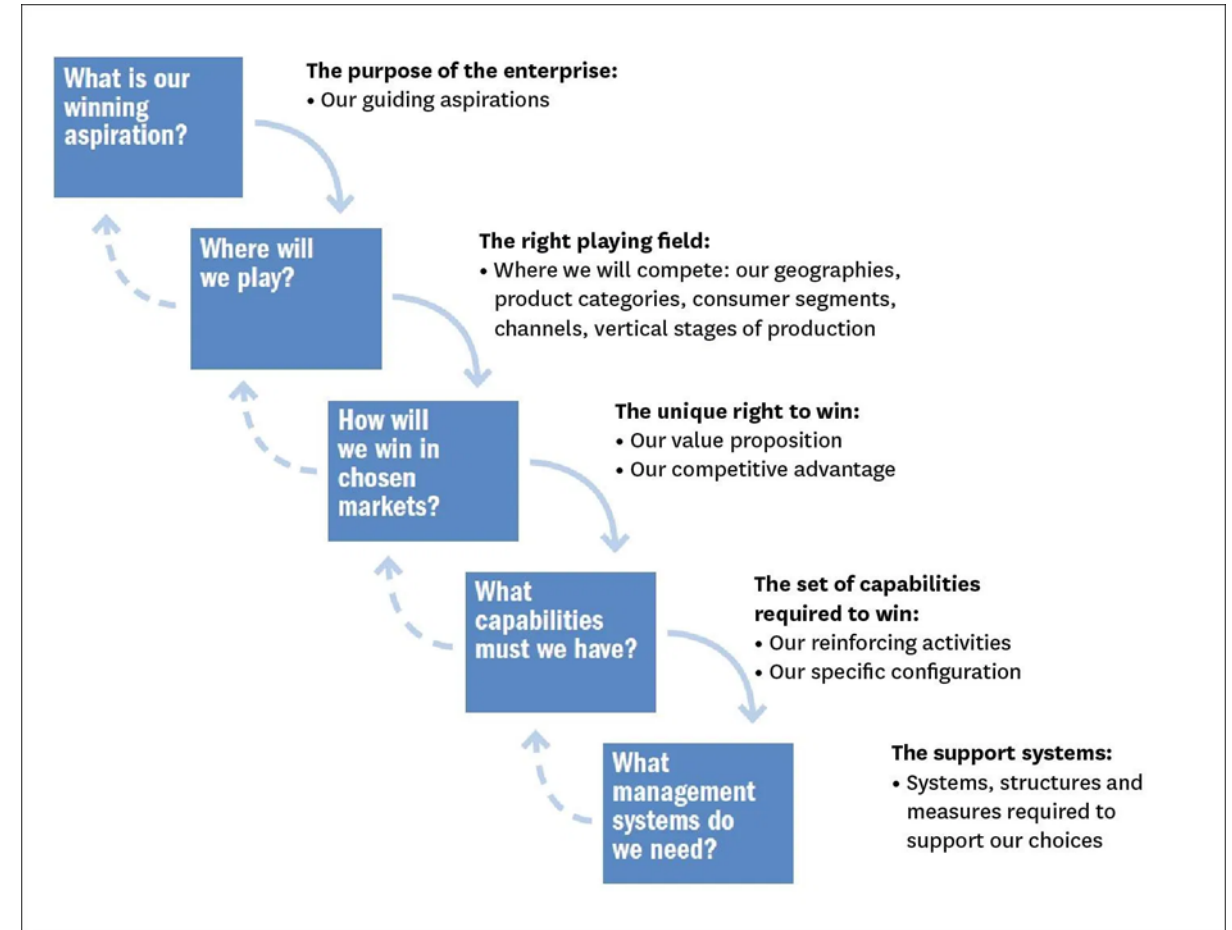 What is our
winning
aspiration?
The purpose of the enterprise:
• Our guiding aspirations
Where will
we play?
The right playing field:
• Where we will compete: our geographies,
product categories, consumer segments,
channels, vertical stages of production
How will
we win in
chosen
markets?
The unique right to win:
• Our value proposition
• Our competitive advantage
What
capabilities
must we have?
The set of capabilities
required to win:
• Our reinforcing activities
• Our specific configuration
What
management
systems do
we need?
The support systems:
• Systems, structures and
measures required to
support our choices